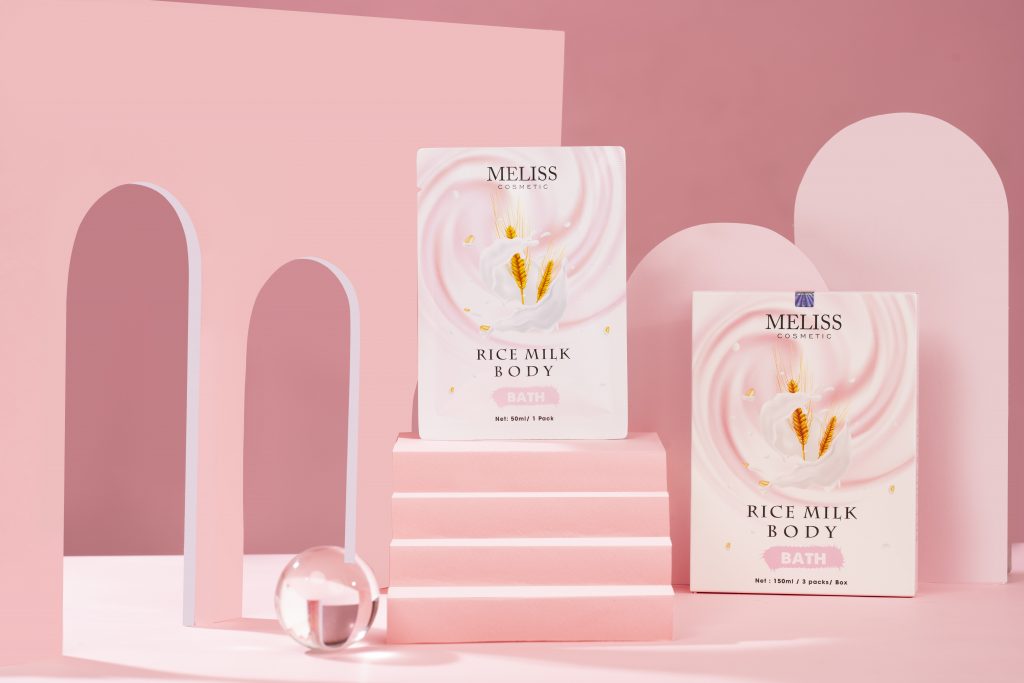 MELISS
COSMETIC
RICE MILK
BODY
BATH
Net: 50ml/ 1 Pack
MELISS
COSMETIC
RICE MILK
BODY
BATH
Net : 150ml / 3 packs/ Box